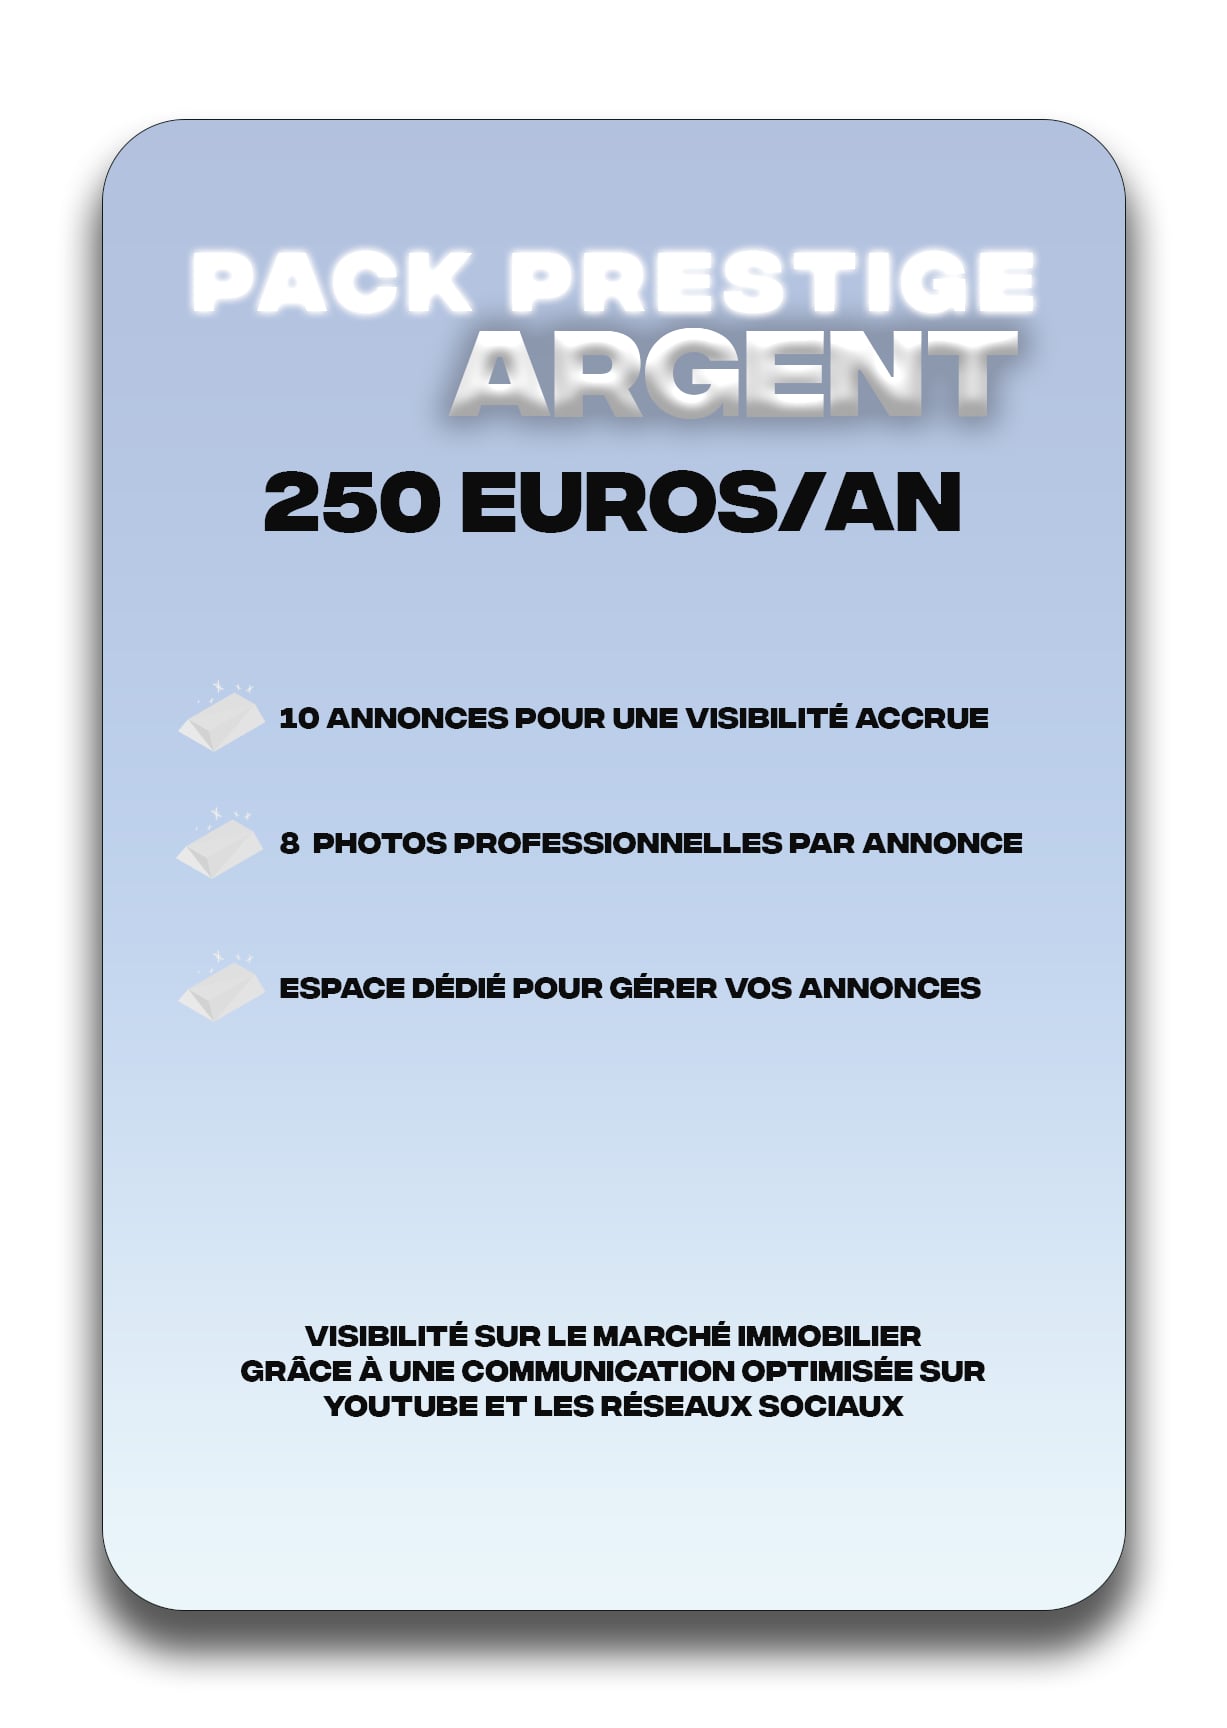 PACK PRESTIGE
ARGENT
250 EUROS/AN
10 ANNONCES POUR UNE VISIBILITÉ ACCRUE
8 PHOTOS PROFESSIONNELLES PAR ANNONCE
ESPACE DÉDIÉ POUR GÉRER VOS ANNONCES
VISIBILITÉ SUR LE MARCHÉ IMMOBILIER
GRÂCE À UNE COMMUNICATION OPTIMISÉE SUR
YOUTUBE ET LES RÉSEAUX SOCIAUX